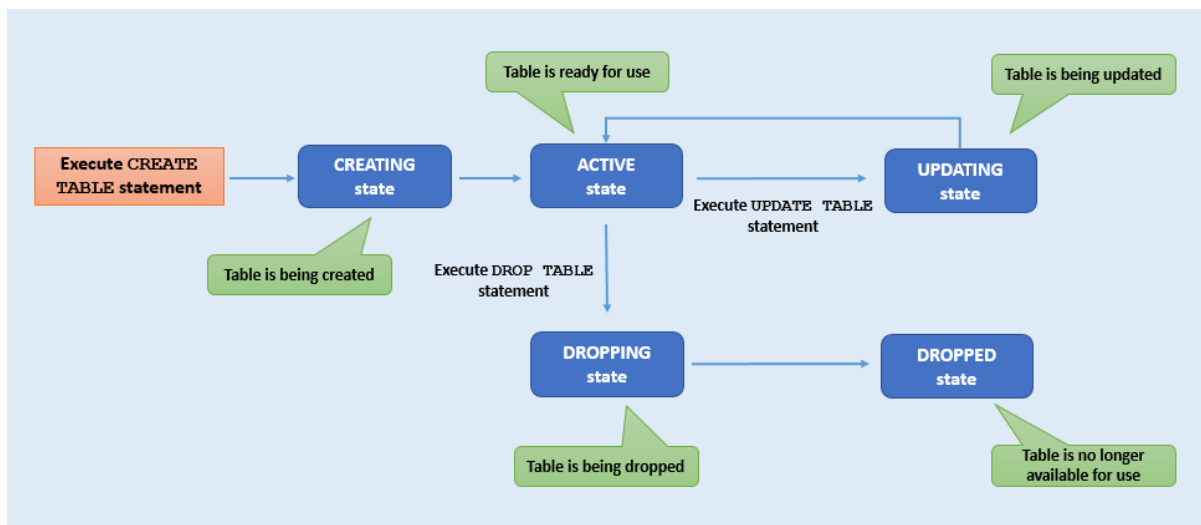 Table is ready for use
Table is being updated
Execute CREATE
TABLE statement
CREATING
state
ACTIVE
state
UPDATING
state
Execute UPDATE TABLE
statement
Table is being created
Execute DROP TABLE
statement
DROPPING
state
DROPPED
state
Table is being dropped
Table is no longer
available for use